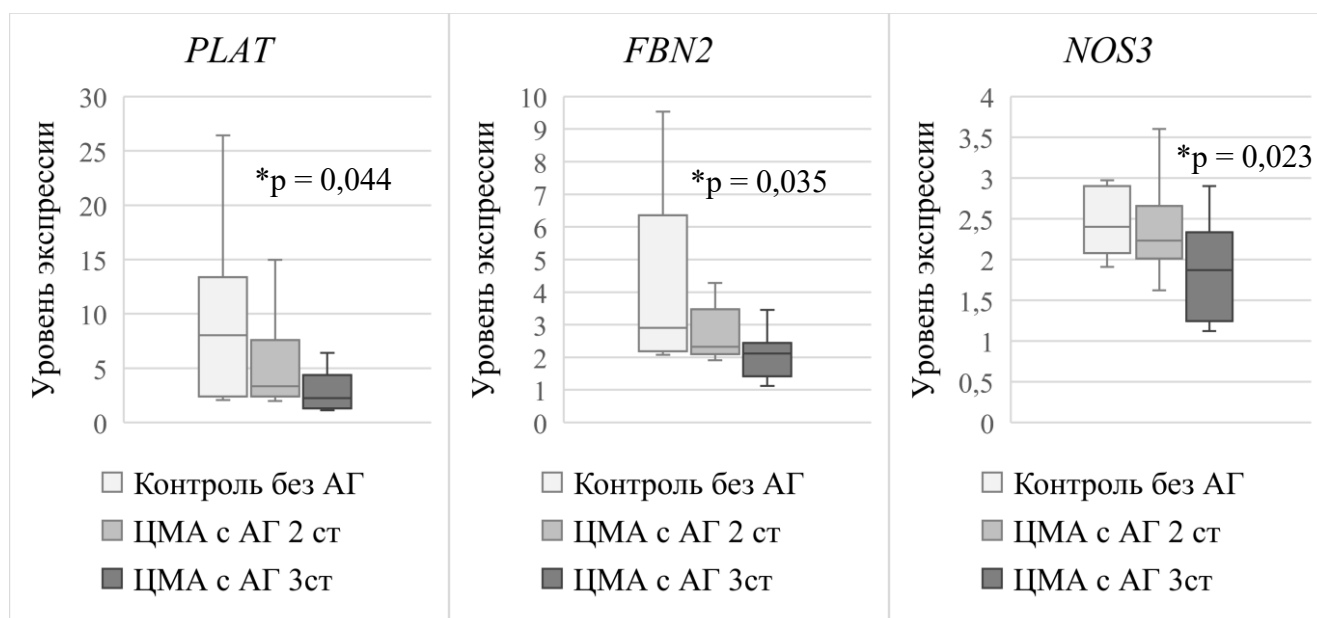 PLAT
Уровень экспрессии
30
25
20
15
10
5
0
*p = 0,044
Контроль без АГ
ЦМА с АГ 2 ст
ЦМА с АГ 3ст
FBN2
Уровень экспрессии
10
9
8
7
6
5
4
3
2
1
0
*p = 0,035
Контроль без АГ
ЦМА с АГ 2 ст
ЦМА с АГ 3ст
NOS3
Уровень экспрессии
4
3,5
3
2,5
2
1,5
1
0,5
0
*p = 0,023
Контроль без АГ
ЦМА с АГ 2 ст
ЦМА с АГ 3ст